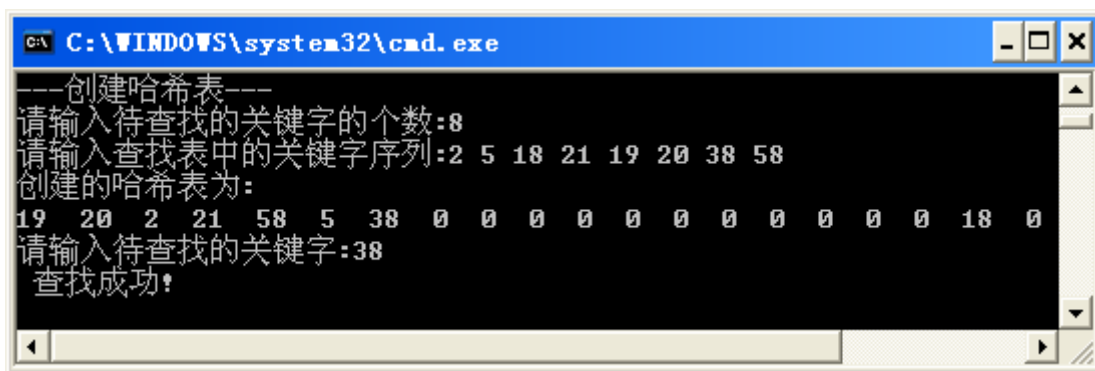 C:\WINDOWS\system32\cmd.exe
---创建哈希表---
请输入待查找的关键字的个数:8
请输入查找表中的关键字序列:2 5 18 21 19 20 38 58
创建的哈希表为:
19 20 2 21 58 5 38 0 0 0 0 0 0 0 0 0 0 0 18 0
请输入待查找的关键字:38
查找成功!